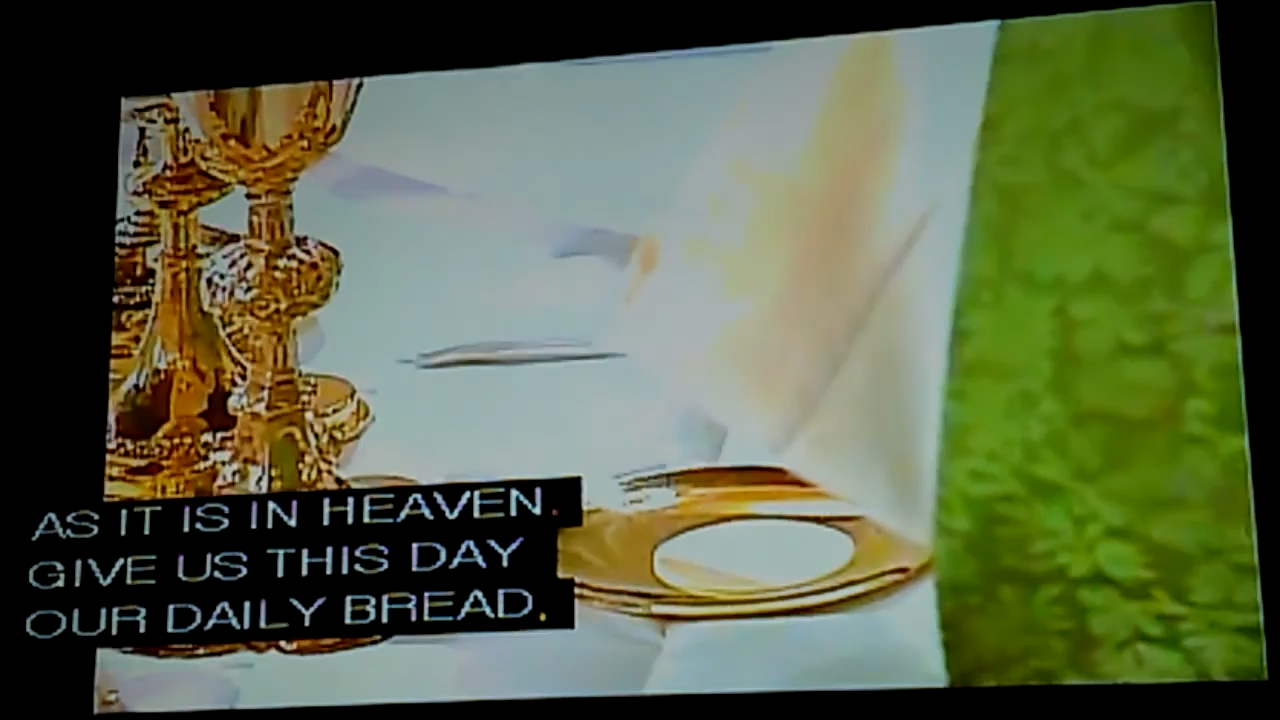 AS IT IS IN HEAVEN.
GIVE US THIS DAY
OUR DAILY BREAD.